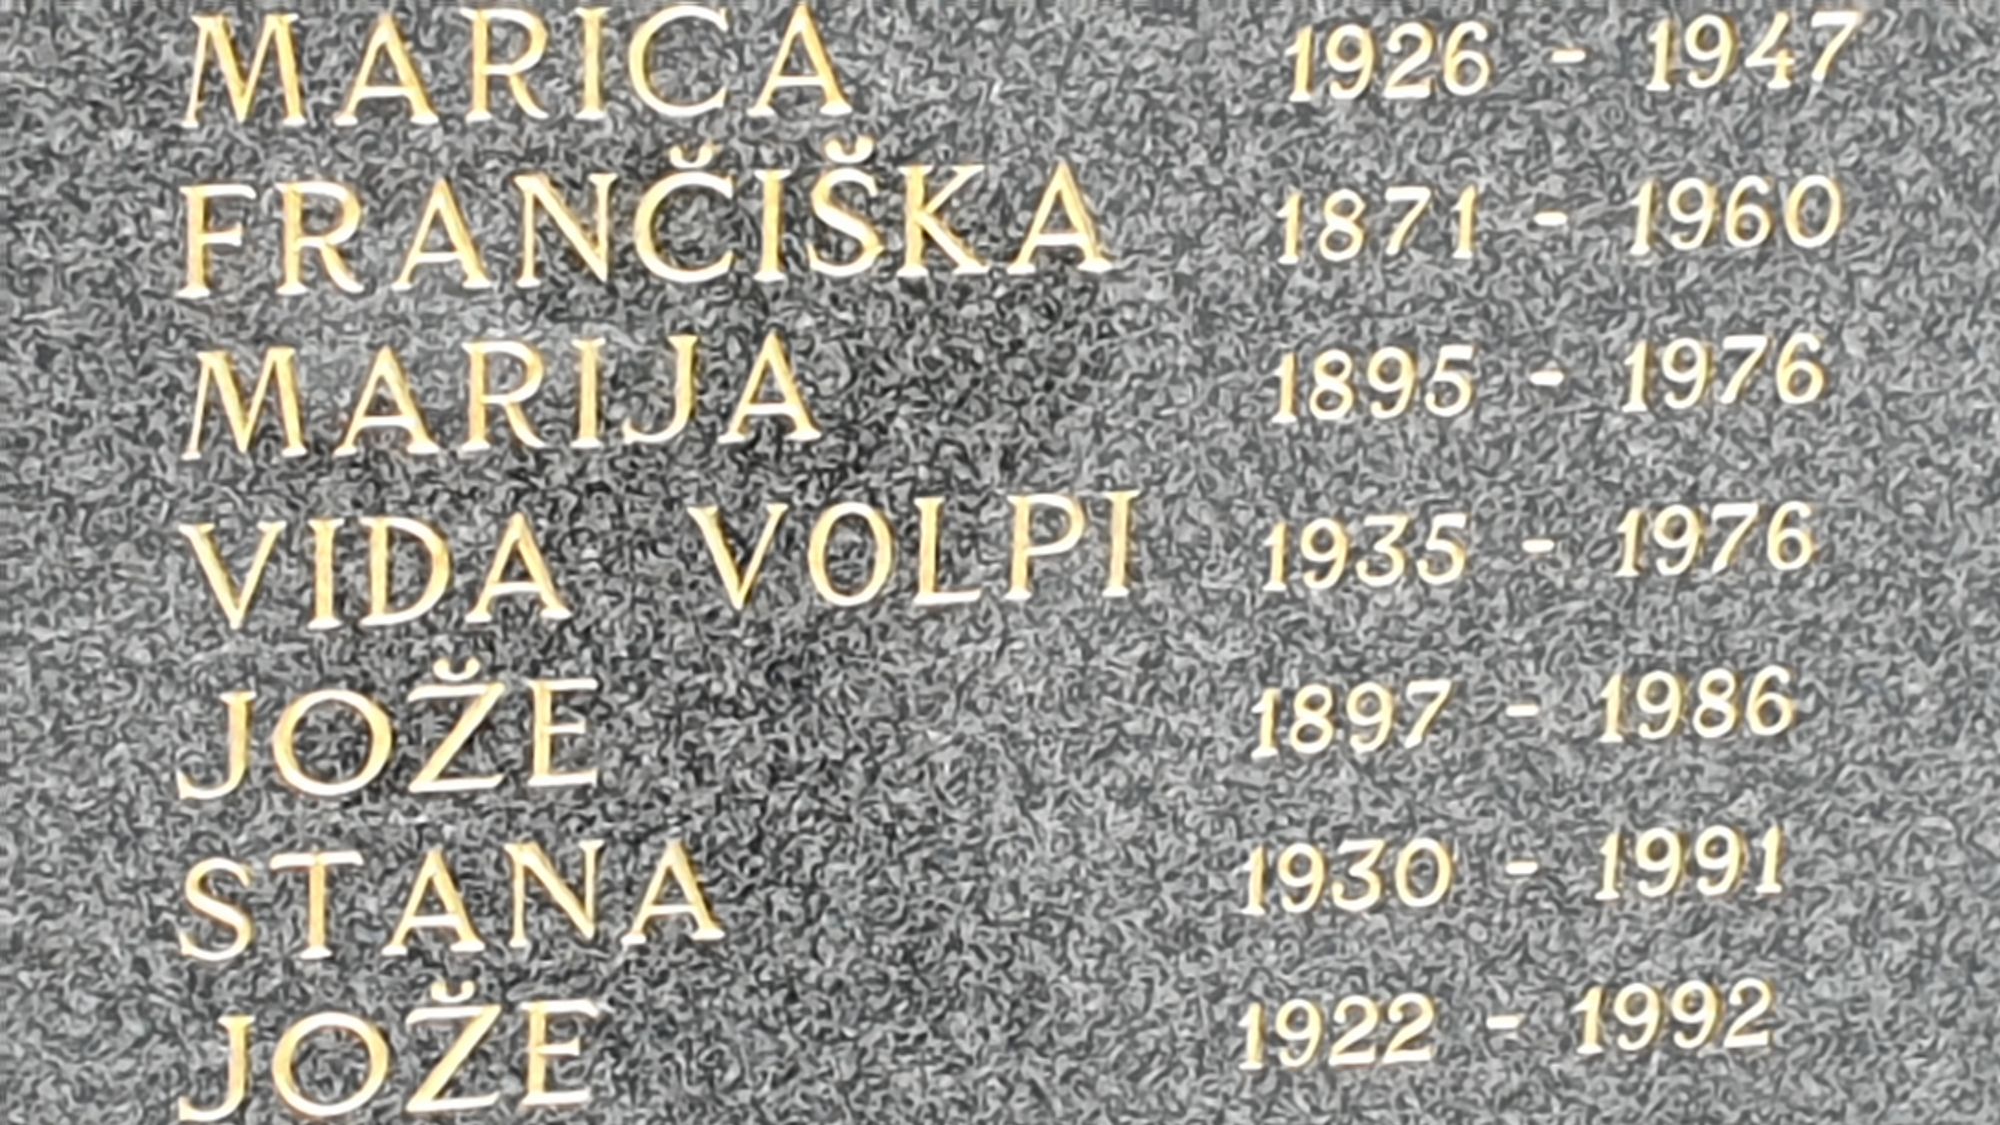 MARICA 1926 - 1947
FRANČIŠKA 1871 - 1960
MARIJA 1895 - 1976
VIDA VOLPI 1935 - 1976
JOŽE 1897 - 1986
STANA 1930 - 1991
JOŽE 1922 - 1992